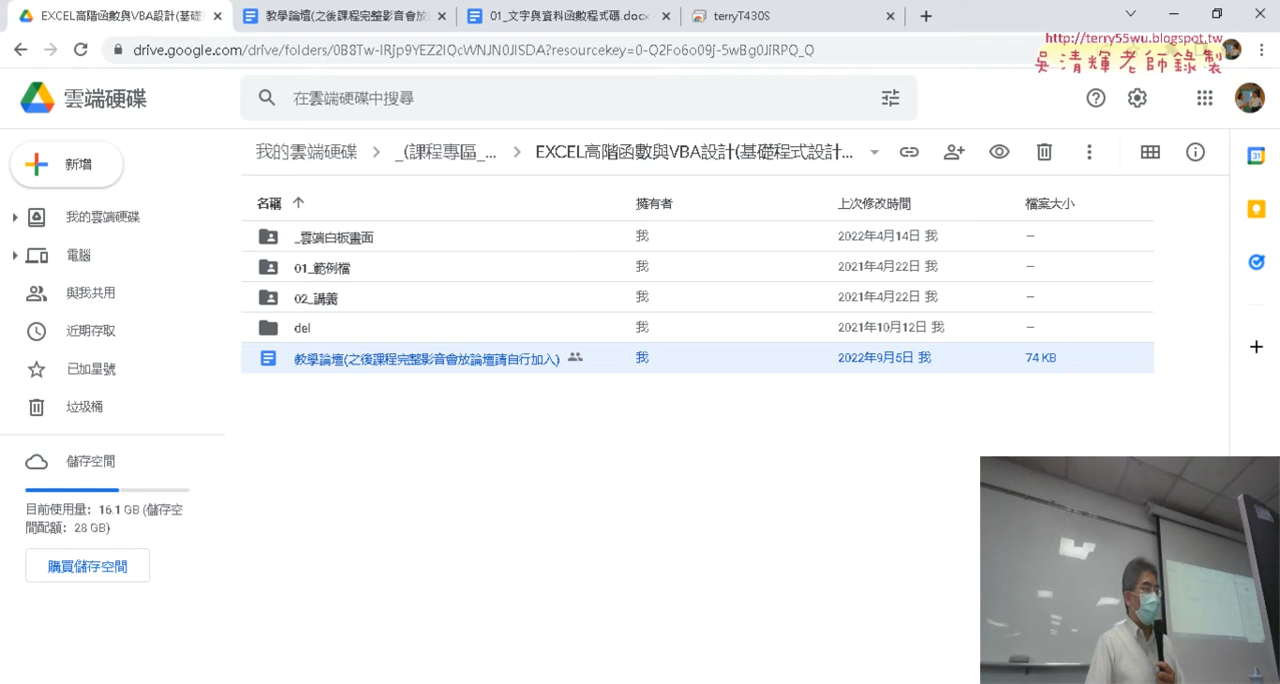 EXCEL高階函數與VBA設計(基礎
教學論壇(之後課程完整影音會放
01_文字與資料函數程式碼.docx
terryT430S
drive.google.com/drive/folders/0B8Tw-IRjp9YEZ2lQcWNJN0JISDA?resourcekey=0-Q2Fo6o09J-5wBg0JiRPQ_Q
http://terry55wu.blogspot.tw
吳清輝老師錄製
雲端硬碟
在雲端硬碟中搜尋
新增
我的雲端硬碟
_(課程專區_...
EXCEL高階函數與VBA設計(基礎程式設計...
31
名稱
擁有者
上次修改時間
檔案大小
我的雲端硬碟
_雲端白板畫面
我
2022年4月14日 我
–
電腦
01_範例檔
我
2021年4月22日 我
–
與我共用
02_講義
我
2021年4月22日 我
–
近期存取
del
我
2021年10月12日 我
–
已加星號
教學論壇(之後課程完整影音會放論壇請自行加入)
我
2022年9月5日 我
74 KB
垃圾桶
儲存空間
目前使用量：16.1 GB (儲存空
間配額：28 GB)
購買儲存空間